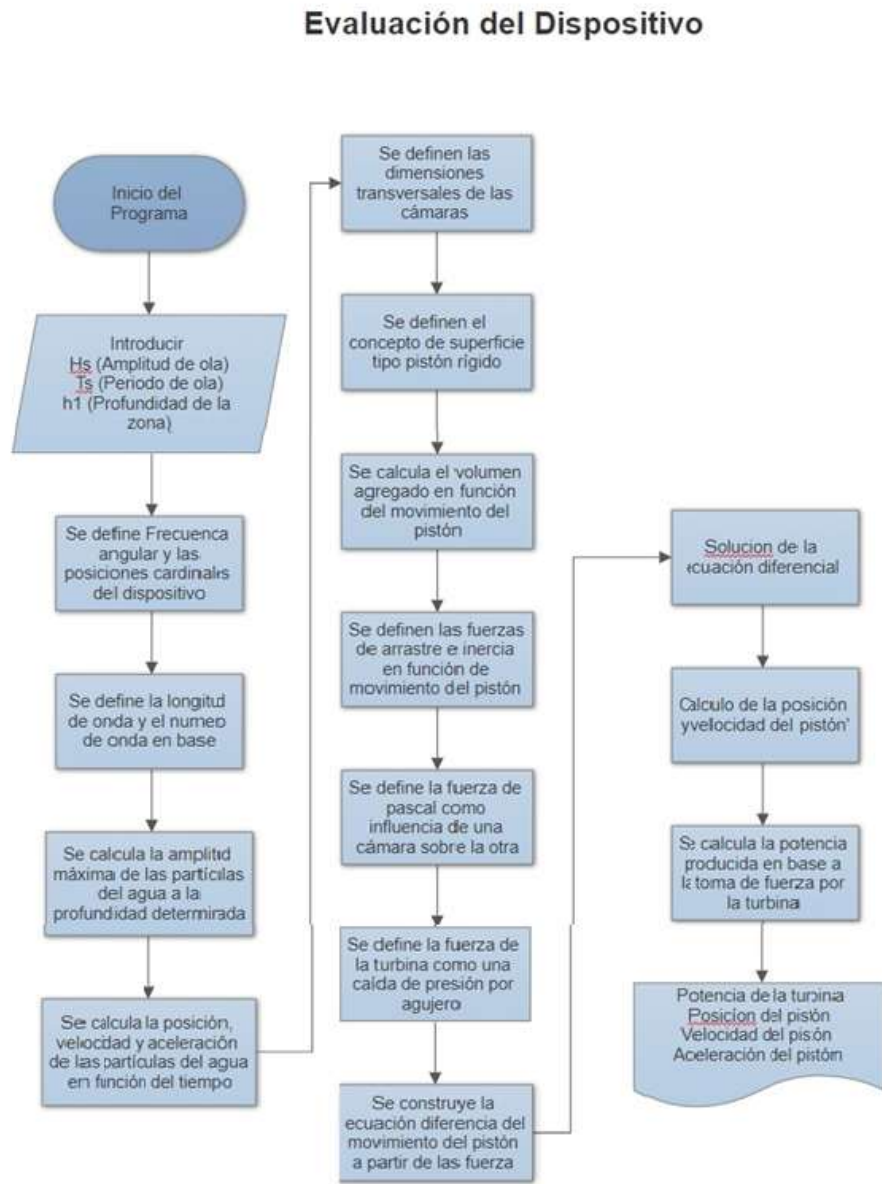 Evaluación del Dispositivo
Inicio del
Programa
Introducir
Hs (Amplitud de ola)
Ts (Periodo de ola)
h1 (Profundidad de la
zona)
Se define Frecuenca
angular y las
posiciones cardinales
del dispositivo
Se define la longitud
de onda y el numeo
de onda en base
Se calcula la amplitud
máxima de las partículas
del agua a la
profundidad determinada
Se calcula la posición,
velocidad y aceleración
de las partículas del agua
en función del tiempo
Se definen las
dimensiones
transversales de las
cámaras
Se definen el
concepto de superficie
tipo pistón rígido
Se calcula el volumen
agregado en función
del movimiento del
pistón
Se definen las fuerzas
de arrastre e inercia
en función de
movimiento del pistón
Se define la fuerza de
pascal como
influencia de una
cámara sobre la otra
Se define la fuerza de
la turbina como una
caída de presión por
agujero
Se construye la
ecuación diferencia del
movimiento del pistón
a partir de las fuerza
Solucion de la
ecuación diferencial
Calculo de la posición
yvellocidad del pistón'
Se calcula la potencia
producida en base a
la toma de fuerza por
la turbina
Potencia de la turbina
Posicion del pistón
Velocidad del pisón
Aceleración del pistóm